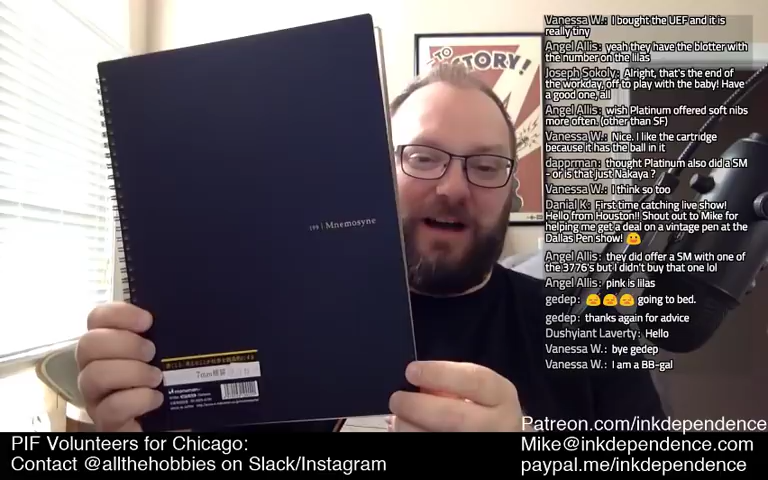 TO
VICTORY!
199 | Mnemosyne
7mm横罫
Vanessa W.: I bought the UEF and it is
really tiny
Angel Allis: yeah they have the blotter with
the number on the lilas
Joseph Sokoly: Alright, that's the end of
the workday, off to play with the baby! Have
a good one, all
Angel Allis: wish Platinum offered soft nibs
more often. (other than SF)
Vanessa W.: Nice. I like the cartridge
because it has the ball in it
dapprman: thought Platinum also did a SM
- or is that just Nakaya ?
Vanessa W.: I think so too
Danial K: First time catching live show!
Hello from Houston!! Shout out to Mike for
helping me get a deal on a vintage pen at the
Dallas Pen show!
Angel Allis: they did offer a SM with one of
the 3776's but I didn't buy that one lol
Angel Allis: pink is lilas
gedep: going to bed.
gedep: thanks again for advice
Dushyiant Laverty: Hello
Vanessa W.: bye gedep
Vanessa W.: I am a BB-gal
Patreon.com/inkdependence
Mike@inkdependence.com
paypal.me/inkdependence
PIF Volunteers for Chicago:
Contact @allthehobbies on Slack/Instagram